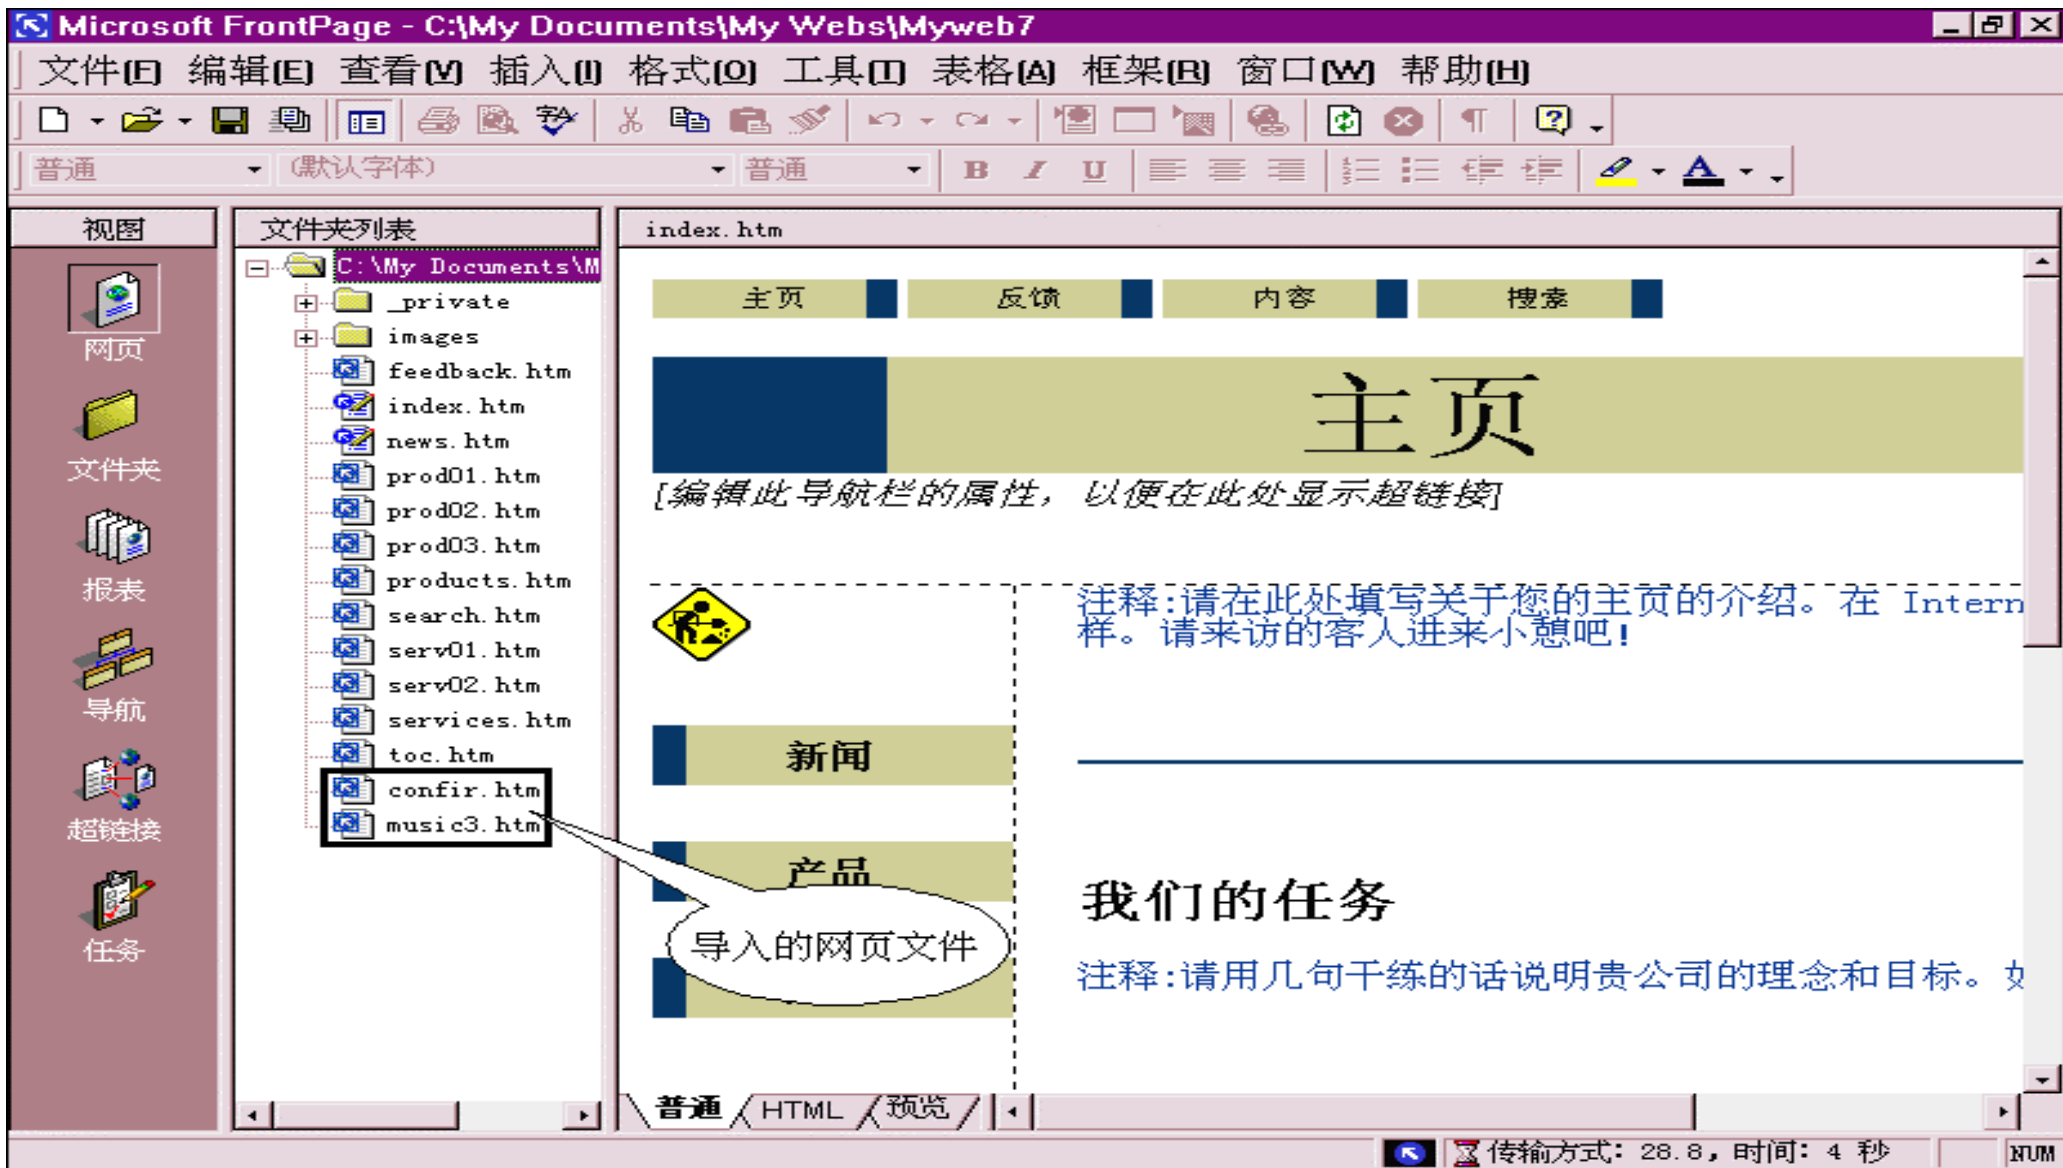 Microsoft FrontPage - C:\My Documents\My Webs\Myweb7
文件(F) 编辑(E) 查看(V) 插入(I) 格式(O) 工具(T) 表格(A) 框架(R) 窗口(W) 帮助(H)
普通 (默认字体) 普通 B I U A
视图
网页
文件夹
报表
导航
超链接
任务
文件夹列表
C:\My Documents\M
_private
images
feedback.htm
index.htm
news.htm
prod01.htm
prod02.htm
prod03.htm
products.htm
search.htm
serv01.htm
serv02.htm
services.htm
toc.htm
confir.htm
music3.htm
index.htm
主页 反馈 内容 搜索
主页
[编辑此导航栏的属性，以便在此处显示超链接]
注释:请在此处填写关于您的主页的介绍。在 Intern
样。请来访的客人进来小憩吧!
新闻
产品
导入的网页文件
我们的任务
注释:请用几句干练的话说明贵公司的理念和目标。如
普通 HTML 预览
传输方式: 28.8, 时间: 4 秒 NUM